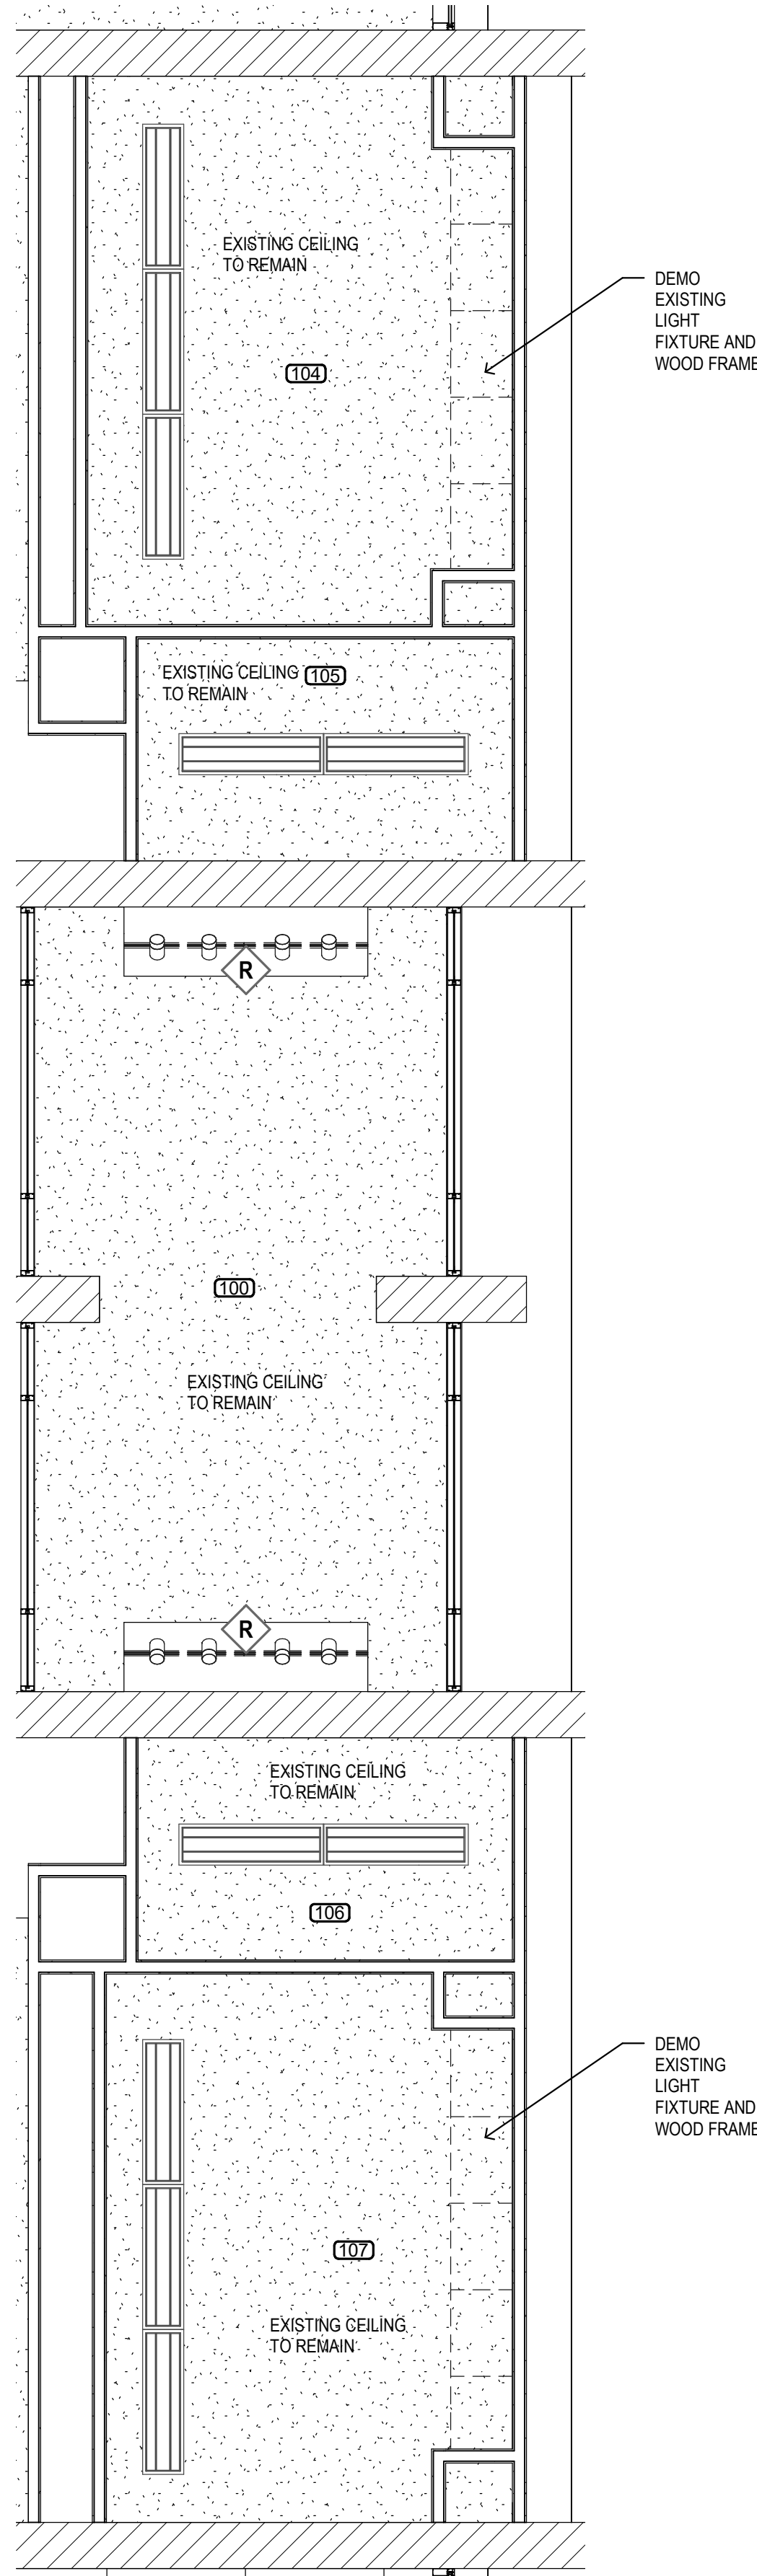 EXISTING CEILING
TO REMAIN
104
DEMO
EXISTING
LIGHT
FIXTURE AND
WOOD FRAME
EXISTING CEILING
TO REMAIN
105
R
100
EXISTING CEILING
TO REMAIN
R
EXISTING CEILING
TO REMAIN
106
DEMO
EXISTING
LIGHT
FIXTURE AND
WOOD FRAME
107
EXISTING CEILING
TO REMAIN